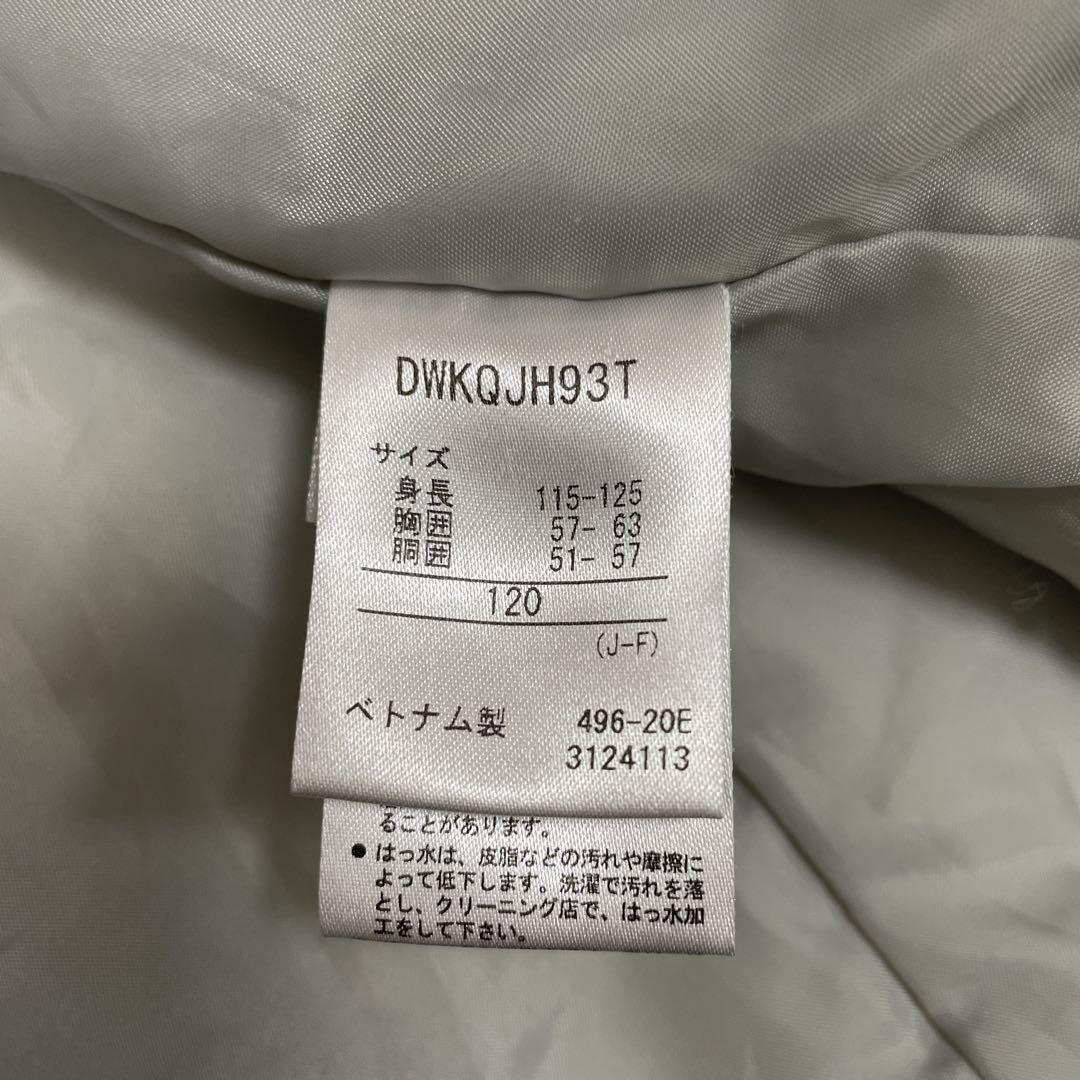 DWKQJH93T
サイズ
身長 115-125
胸囲 57- 63
胴囲 51- 57
120
(J-F)
ベトナム製 496-20E
3124113
ることがあります。
● はっ水は、皮脂などの汚れや摩擦に
よって低下します。洗濯で汚れを落
とし、クリーニング店で、はっ水加
工をして下さい。